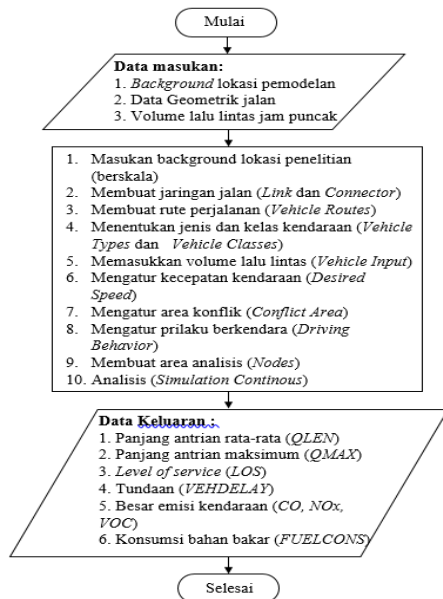 Mulai
Data masukan:
1. Background lokasi pemodelan
2. Data Geometrik jalan
3. Volume lalu lintas jam puncak
1. Masukan background lokasi penelitian
(berskala)
2. Membuat jaringan jalan (Link dan Connector)
3. Membuat rute perjalanan (Vehicle Routes)
4. Menentukan jenis dan kelas kendaraan (Vehicle
Types dan Vehicle Classes)
5. Memasukkan volume lalu lintas (Vehicle Input)
6. Mengatur kecepatan kendaraan (Desired
Speed)
7. Mengatur area konflik (Conflict Area)
8. Mengatur prilaku berkendara (Driving
Behavior)
9. Membuat area analisis (Nodes)
10. Analisis (Simulation Continous)
Data Keluaran :
1. Panjang antrian rata-rata (QLEN)
2. Panjang antrian maksimum (QMAX)
3. Level of service (LOS)
4. Tundaan (VEHDELAY)
5. Besar emisi kendaraan (CO, NOx,
VOC)
6. Konsumsi bahan bakar (FUELCONS)
Selesai